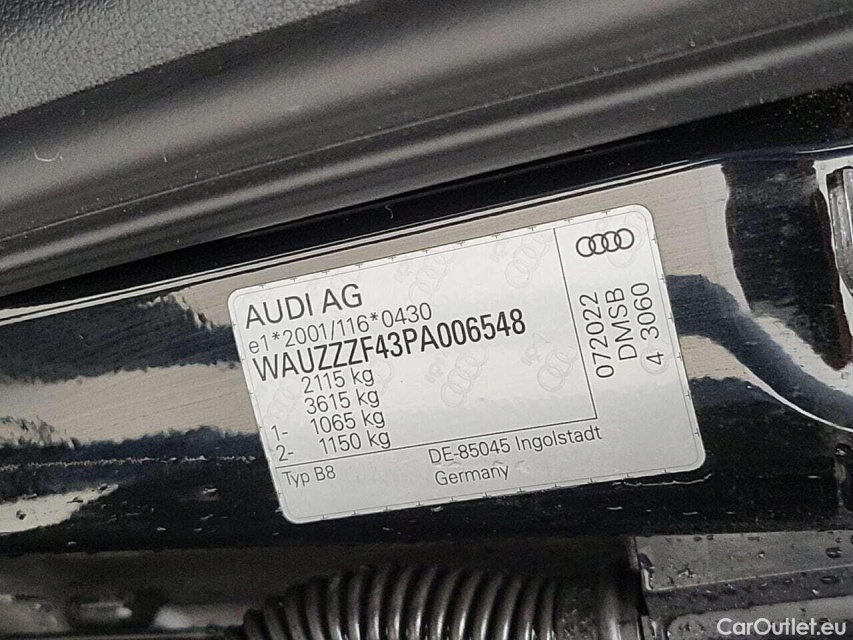 AUDI AG
e1*2001/116*0430
WAUZZZF43PA006548
2115 kg
3615 kg
1- 1065 kg
2- 1150 kg
Typ B8
DE-85045 Ingolstadt
Germany
072022
DMSB
4 3060
CarOutlet.eu